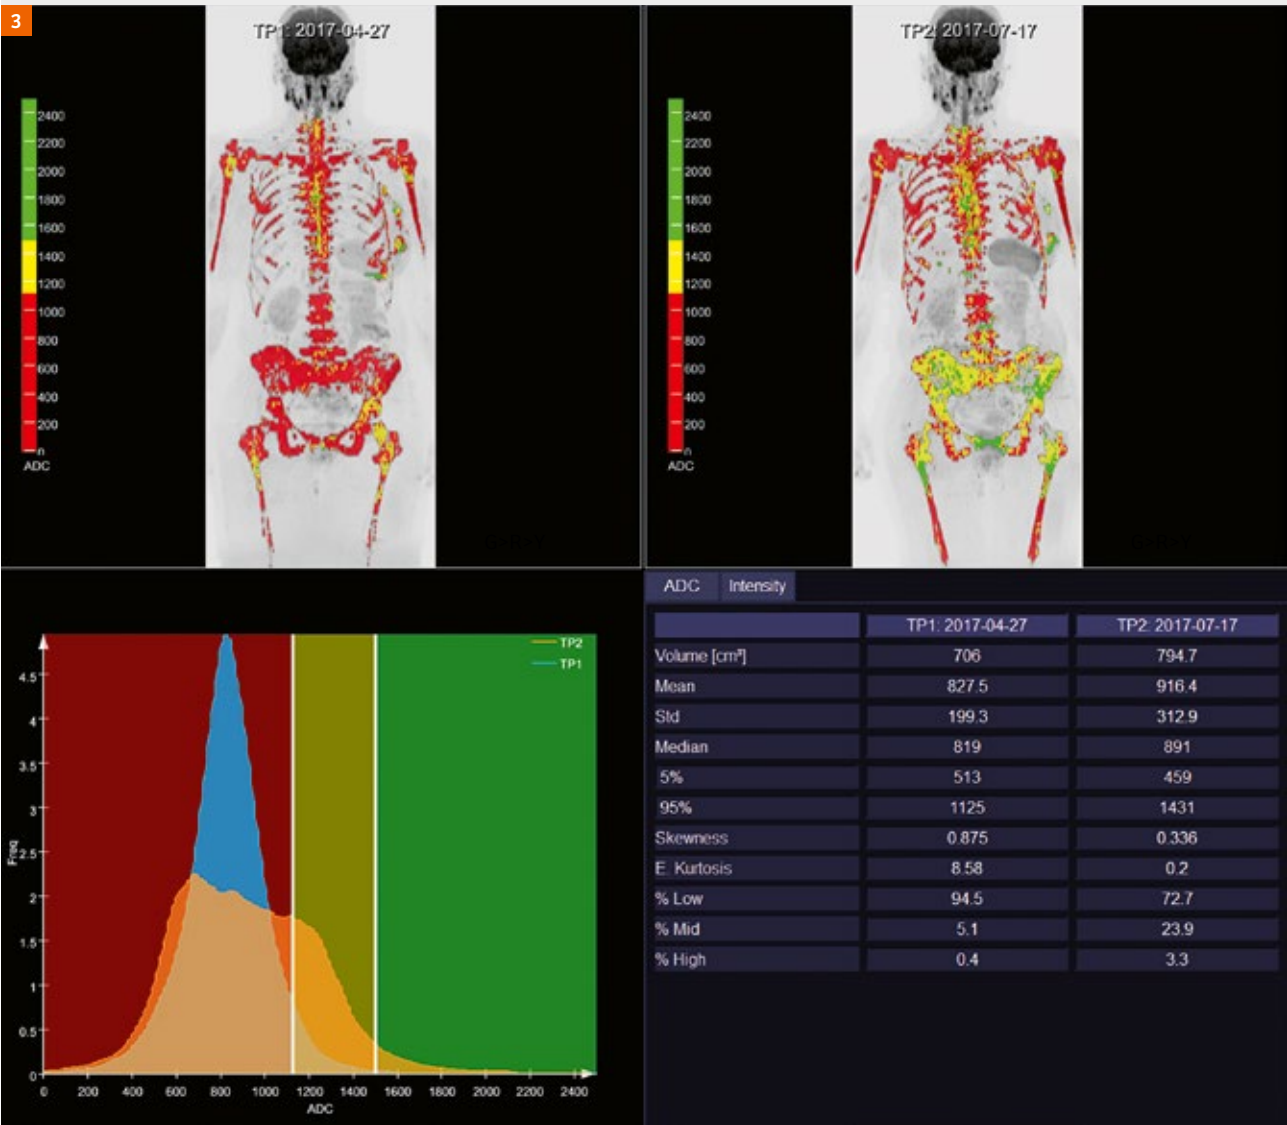 3
TP1: 2017-04-27
2400
2200
2000
1800
1600
1400
1200
1000
800
600
400
200
0
ADC
TP2: 2017-07-17
2400
2200
2000
1800
1600
1400
1200
1000
800
600
400
200
0
ADC
TP2
TP1
4.5
4
3.5
3
2.5
2
1.5
1
0.5
0
Freq
0 200 400 600 800 1000 1200 1400 1600 1800 2000 2200 2400
ADC
ADC Intensity
TP1: 2017-04-27 TP2: 2017-07-17
Volume [cm³] 706 794.7
Mean 827.5 916.4
Std 199.3 312.9
Median 819 891
5% 513 459
95% 1125 1431
Skewness 0.875 0.336
E. Kurtosis 8.58 0.2
% Low 94.5 72.7
% Mid 5.1 23.9
% High 0.4 3.3